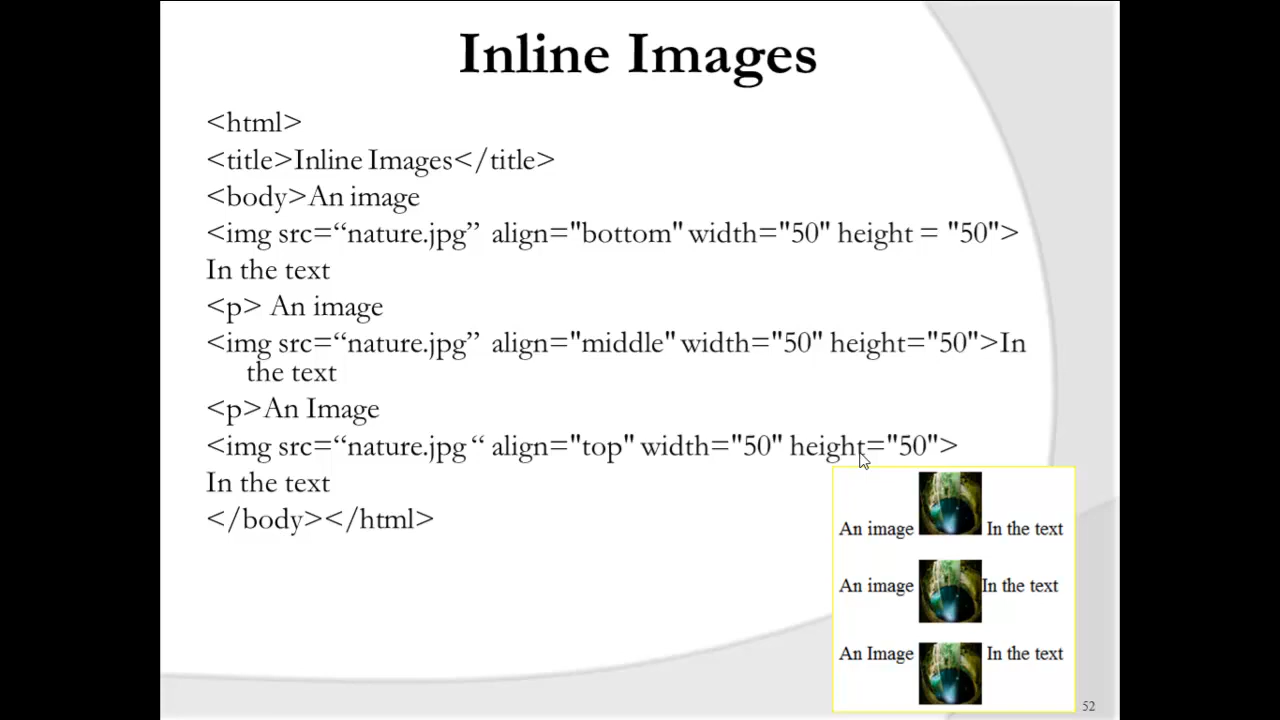 Inline Images
<html>
<title>Inline Images</title>
<body>An image
<img src=“nature.jpg” align="bottom" width="50" height = "50">
In the text
<p> An image
<img src=“nature.jpg” align="middle" width="50" height="50">In
the text
<p>An Image
<img src=“nature.jpg “ align="top" width="50" height="50">
In the text
</body></html>
An image In the text
An image In the text
An Image In the text
52